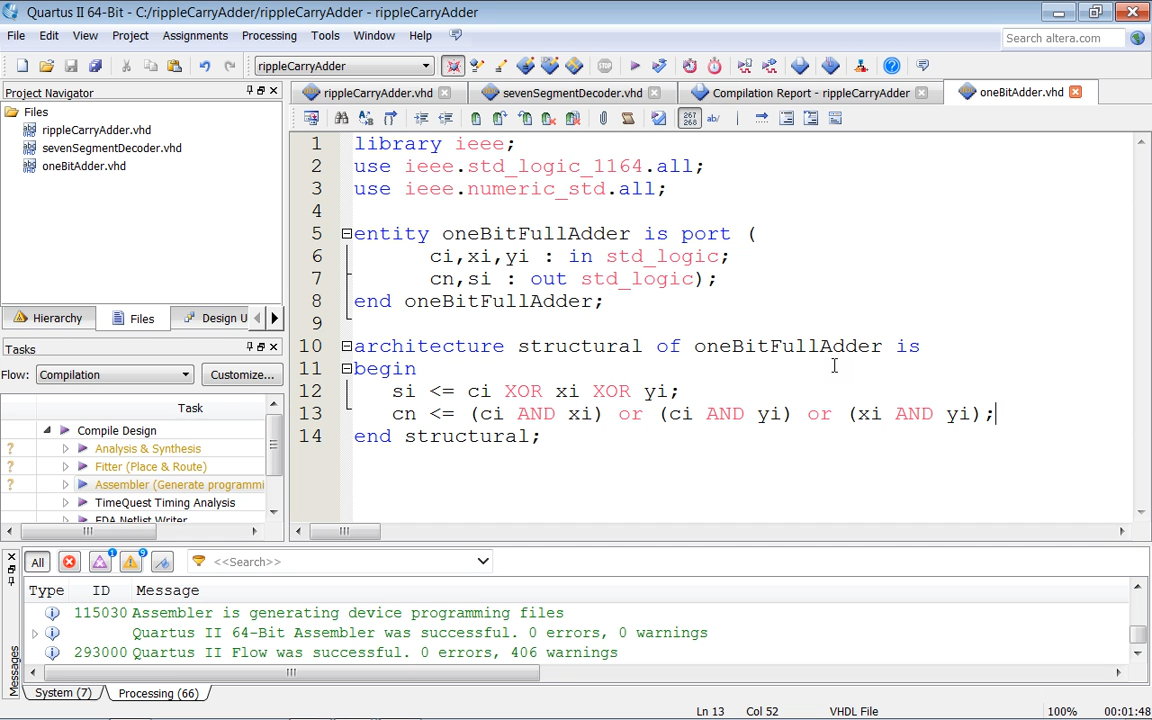 Quartus II 64-Bit - C:/rippleCarryAdder/rippleCarryAdder - rippleCarryAdder
File Edit View Project Assignments Processing Tools Window Help
Search altera.com
rippleCarryAdder
Project Navigator
Files
rippleCarryAdder.vhd
sevenSegmentDecoder.vhd
oneBitAdder.vhd
Hierarchy Files Design U
Tasks
Flow: Compilation Customize...
Task
Compile Design
? Analysis & Synthesis
? Fitter (Place & Route)
? Assembler (Generate programmi
TimeQuest Timing Analysis
EDA Netlist Writer
rippleCarryAdder.vhd sevenSegmentDecoder.vhd Compilation Report - rippleCarryAdder oneBitAdder.vhd
267
268 ab/
1 library ieee;
2 use ieee.std_logic_1164.all;
3 use ieee.numeric_std.all;
4
5 entity oneBitFullAdder is port (
6 ci,xi,yi : in std_logic;
7 cn,si : out std_logic);
8 end oneBitFullAdder;
9
10 architecture structural of oneBitFullAdder is
11 begin
12 si <= ci XOR xi XOR yi;
13 cn <= (ci AND xi) or (ci AND yi) or (xi AND yi);
14 end structural;
All 1 9 <<Search>>
Type ID Message
115030 Assembler is generating device programming files
Quartus II 64-Bit Assembler was successful. 0 errors, 0 warnings
293000 Quartus II Flow was successful. 0 errors, 406 warnings
Messages
System (7) Processing (66)
Ln 13 Col 52 VHDL File 100% 00:01:48